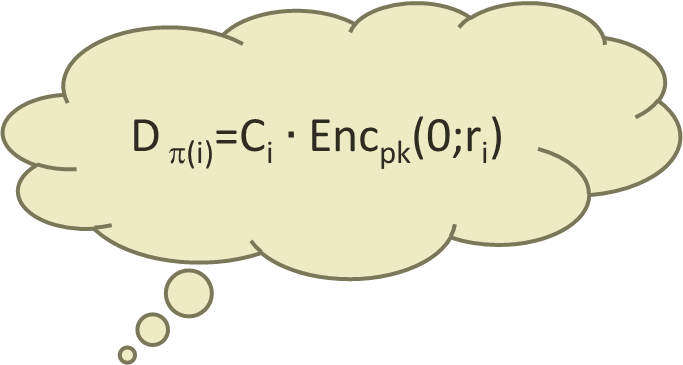 D π(i)=Ci · Encpk(0;ri)